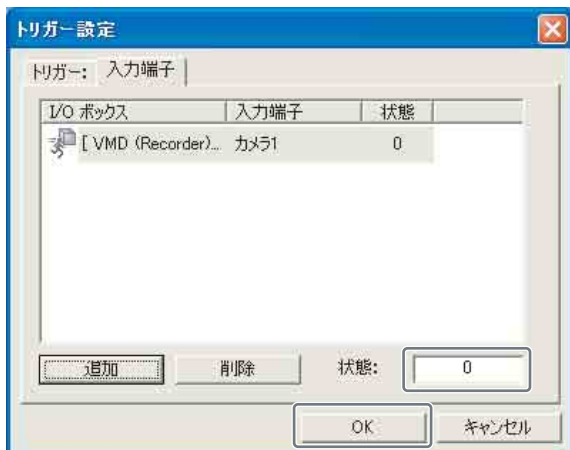 トリガー設定
トリガー: 入力端子
I/O ボックス 入力端子 状態
[ VMD (Recorder)... カメラ1 0
追加 削除 状態: 0
OK キャンセル